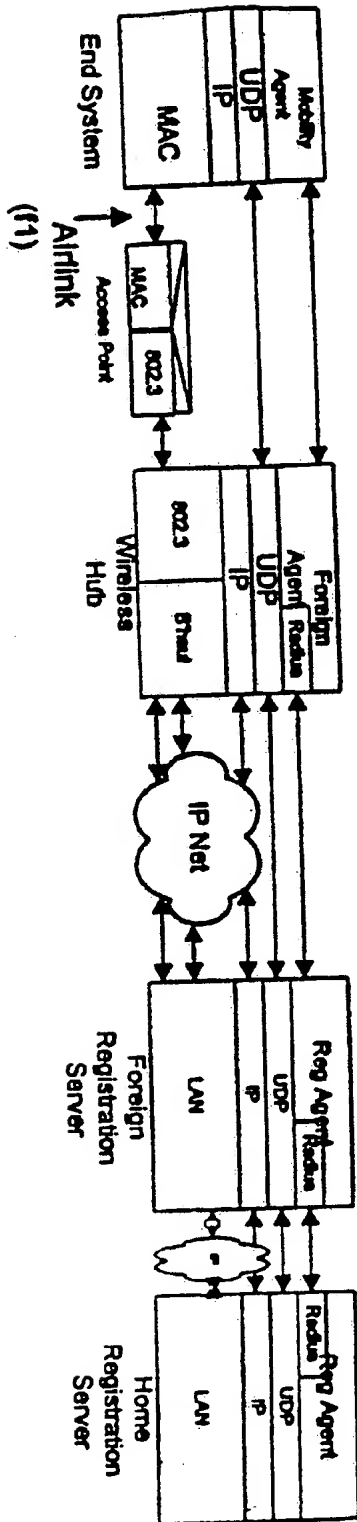 Mobility
Agent
UDP
IP
MAC
End System
Airlink
(f1)
MAC
802.3
Access Point
Foreign
Agent
Radius
UDP
IP
802.3
B'haul
Wireless
Hub
IP Net
Reg Agent
Radius
UDP
IP
LAN
Foreign
Registration
Server
IP
Reg Agent
Radius
UDP
IP
LAN
Home
Registration
Server